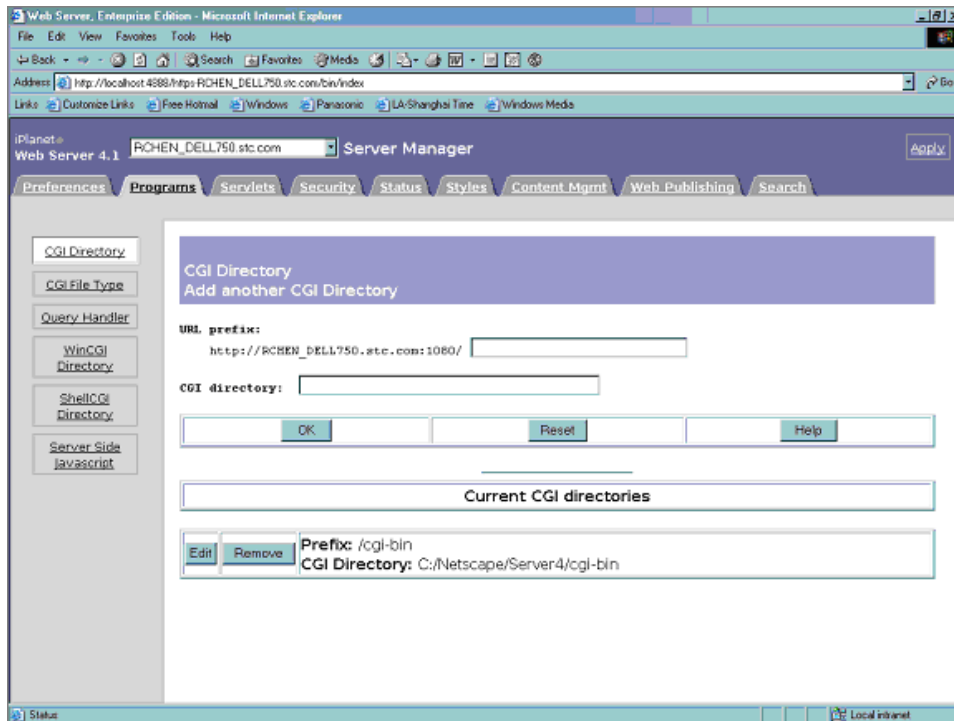 Web Server, Enterprise Edition - Microsoft Internet Explorer
File Edit View Favorites Tools Help
Back Search Favorites Media
Address http://localhost:4888/https-RCHEN_DELL750.stc.com/bin/index Go
Links Customize Links Free Hotmail Windows Panasonic LA-Shanghai Time Windows Media
iPlanet
Web Server 4.1 RCHEN_DELL750.stc.com Server Manager Apply
Preferences Programs Servlets Security Status Styles Content Mgmt Web Publishing Search
CGI Directory
CGI File Type
Query Handler
WinCGI
Directory
ShellCGI
Directory
Server Side
Javascript
CGI Directory
Add another CGI Directory
URL prefix:
http://RCHEN_DELL750.stc.com:1080/
CGI directory:
OK Reset Help
Current CGI directories
Edit Remove Prefix: /cgi-bin
CGI Directory: C:/Netscape/Server4/cgi-bin
Status Local intranet